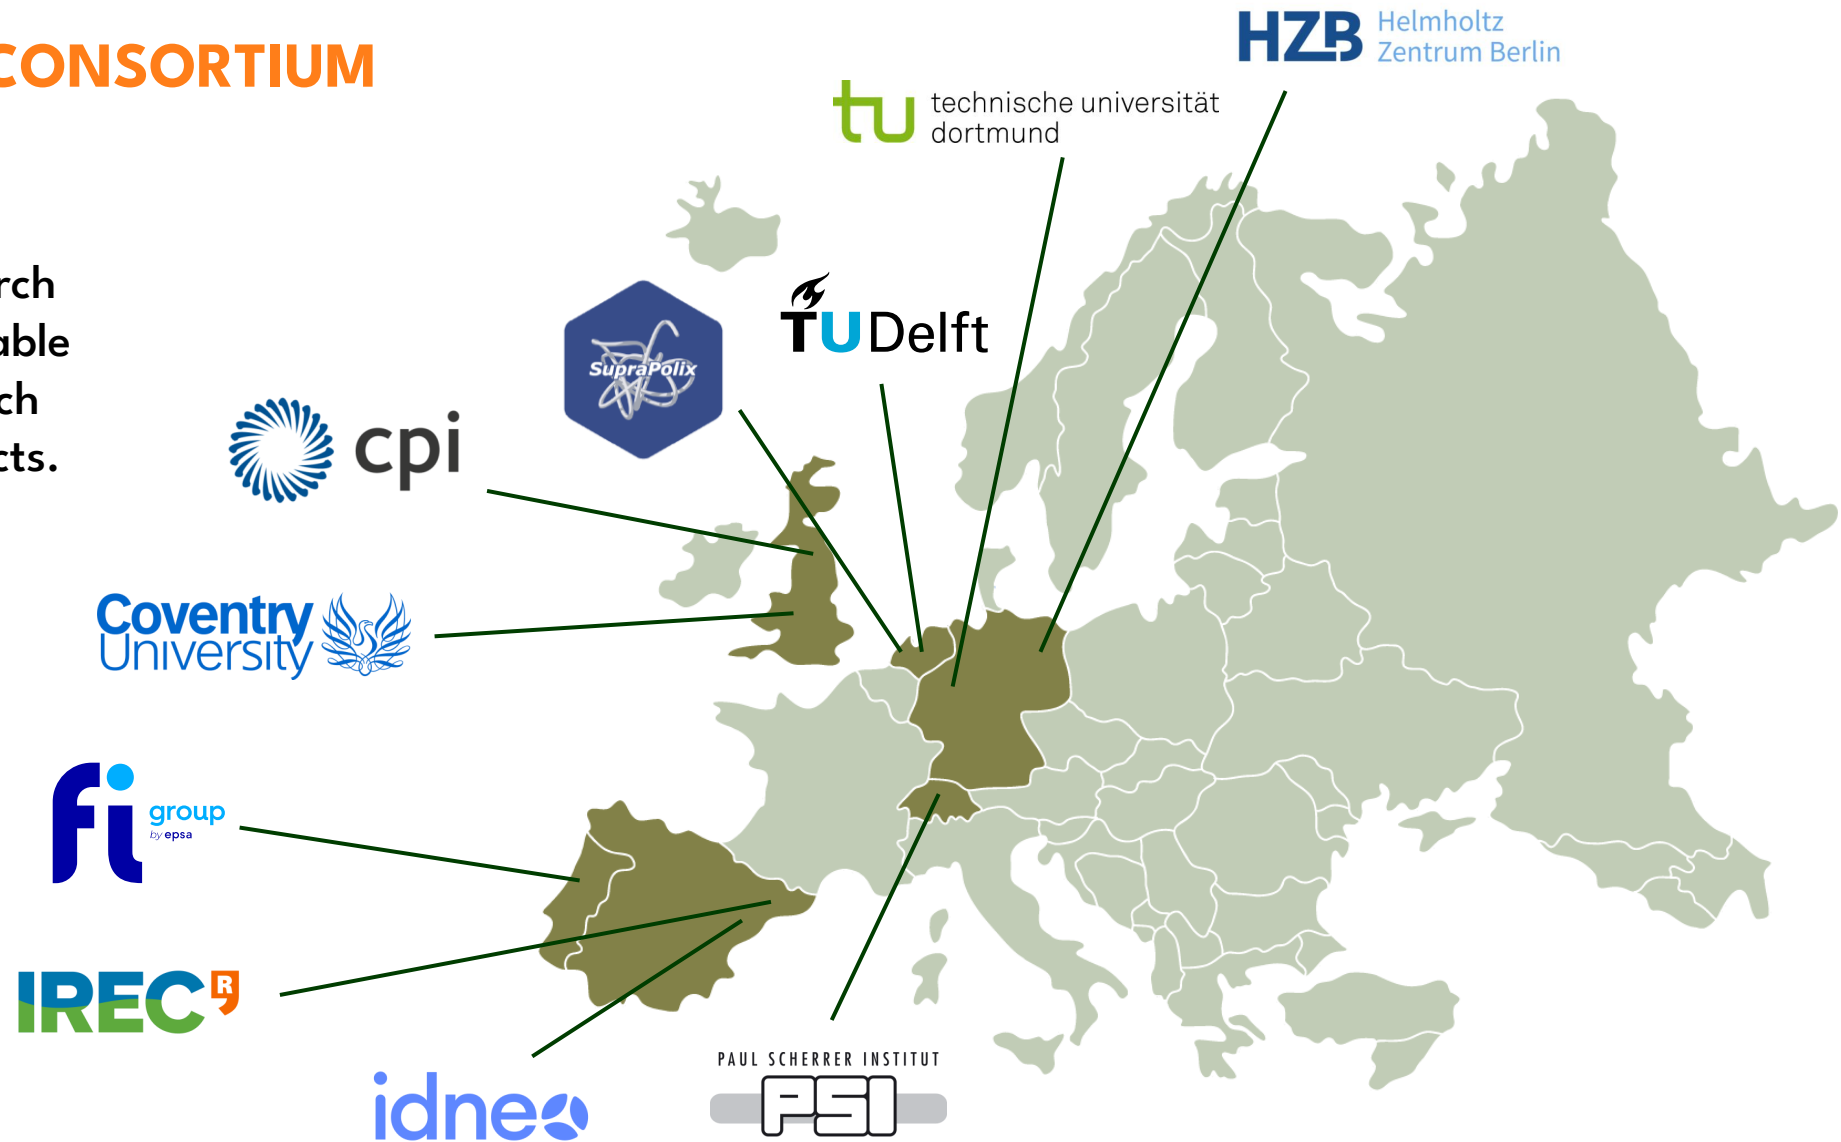 CONSORTIUM
HZB Helmholtz
Zentrum Berlin
tu technische universität
dortmund
rch
able
ch
cts.
SupraPolix
TUDelft
cpi
Coventry
University
fi group
by epsa
IREC R
idneo
PAUL SCHERRER INSTITUT
PSI